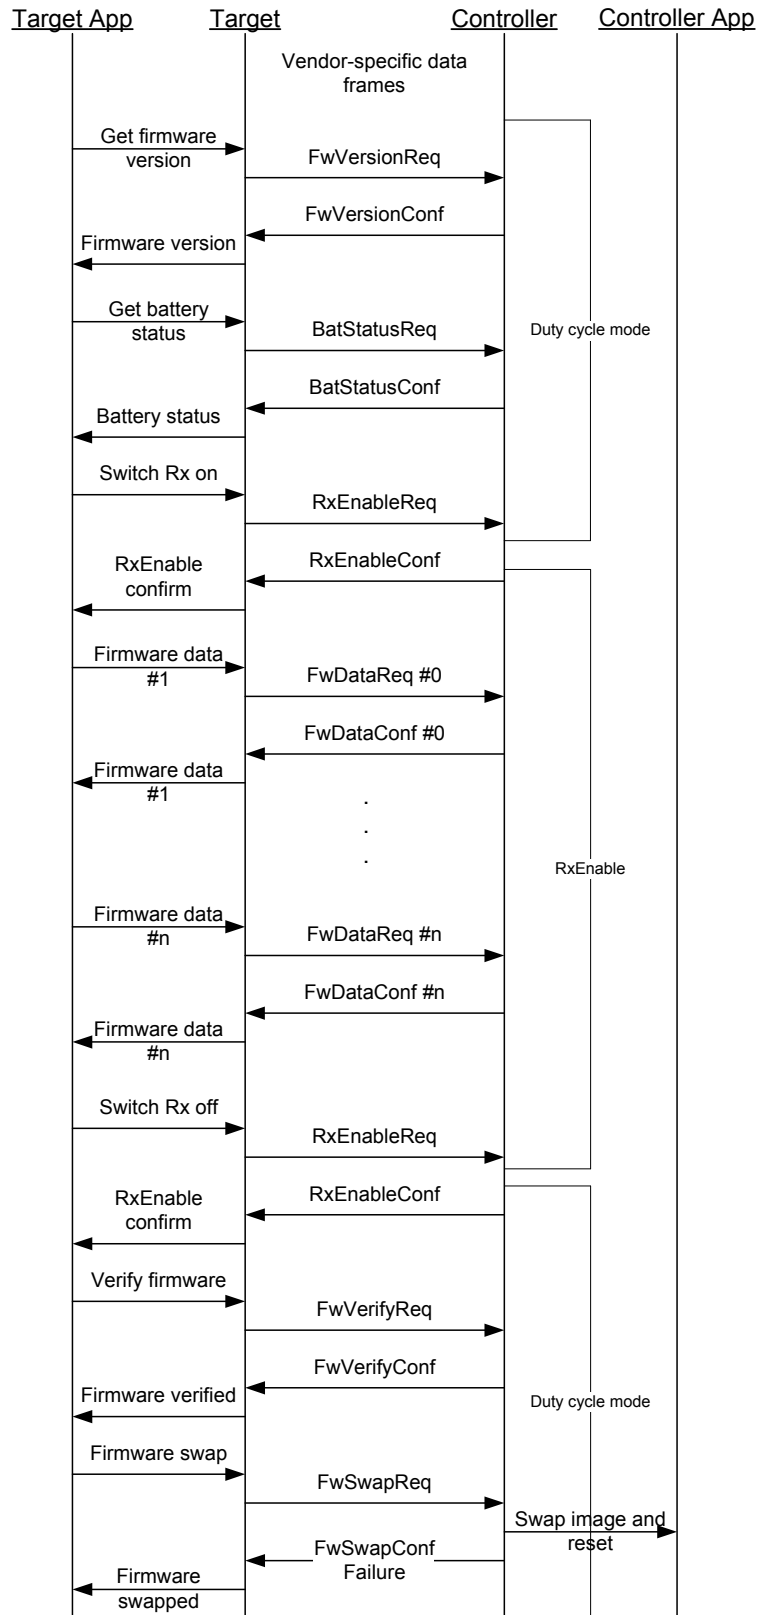 Target App
Target
Controller
Controller App
Vendor-specific data
frames
Get firmware
version
FwVersionReq
FwVersionConf
Firmware version
Get battery
status
BatStatusReq
Duty cycle mode
BatStatusConf
Battery status
Switch Rx on
RxEnableReq
RxEnableConf
RxEnable
confirm
Firmware data
#1
FwDataReq #0
FwDataConf #0
Firmware data
#1
.
.
.
RxEnable
Firmware data
#n
FwDataReq #n
FwDataConf #n
Firmware data
#n
Switch Rx off
RxEnableReq
RxEnableConf
RxEnable
confirm
Verify firmware
FwVerifyReq
FwVerifyConf
Firmware verified
Duty cycle mode
Firmware swap
FwSwapReq
Swap image and
reset
FwSwapConf
Failure
Firmware
swapped